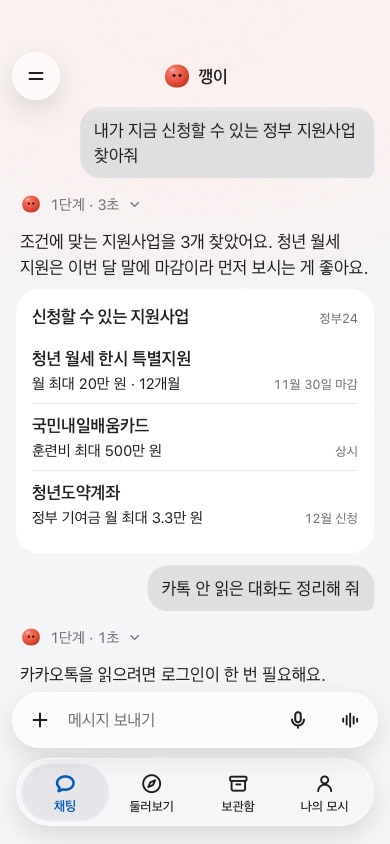 깽이
내가 지금 신청할 수 있는 정부 지원사업
찾아줘
1단계 · 3초
조건에 맞는 지원사업을 3개 찾았어요. 청년 월세
지원은 이번 달 말에 마감이라 먼저 보시는 게 좋아요.
신청할 수 있는 지원사업 정부24
청년 월세 한시 특별지원
월 최대 20만 원 · 12개월 11월 30일 마감
국민내일배움카드
훈련비 최대 500만 원 상시
청년도약계좌
정부 기여금 월 최대 3.3만 원 12월 신청
카톡 안 읽은 대화도 정리해 줘
1단계 · 1초
카카오톡을 읽으려면 로그인이 한 번 필요해요.
메시지 보내기
채팅 둘러보기 보관함 나의 모시